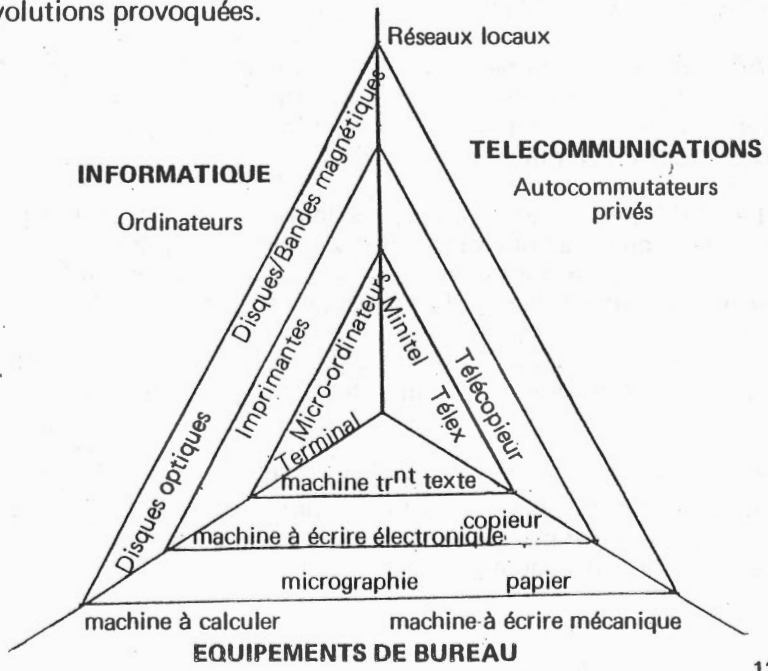 volutions provoquées.
Réseaux locaux
INFORMATIQUE
Ordinateurs
TELECOMMUNICATIONS
Autocommutateurs
privés
Disques/Bandes magnétiques
Disques optiques
Imprimantes
Micro-ordinateurs
Terminal
Minitel
Télex
Télécopieur
machine trnt texte
copieur
machine à écrire électronique
micrographie
papier
machine à calculer
machine à écrire mécanique
EQUIPEMENTS DE BUREAU